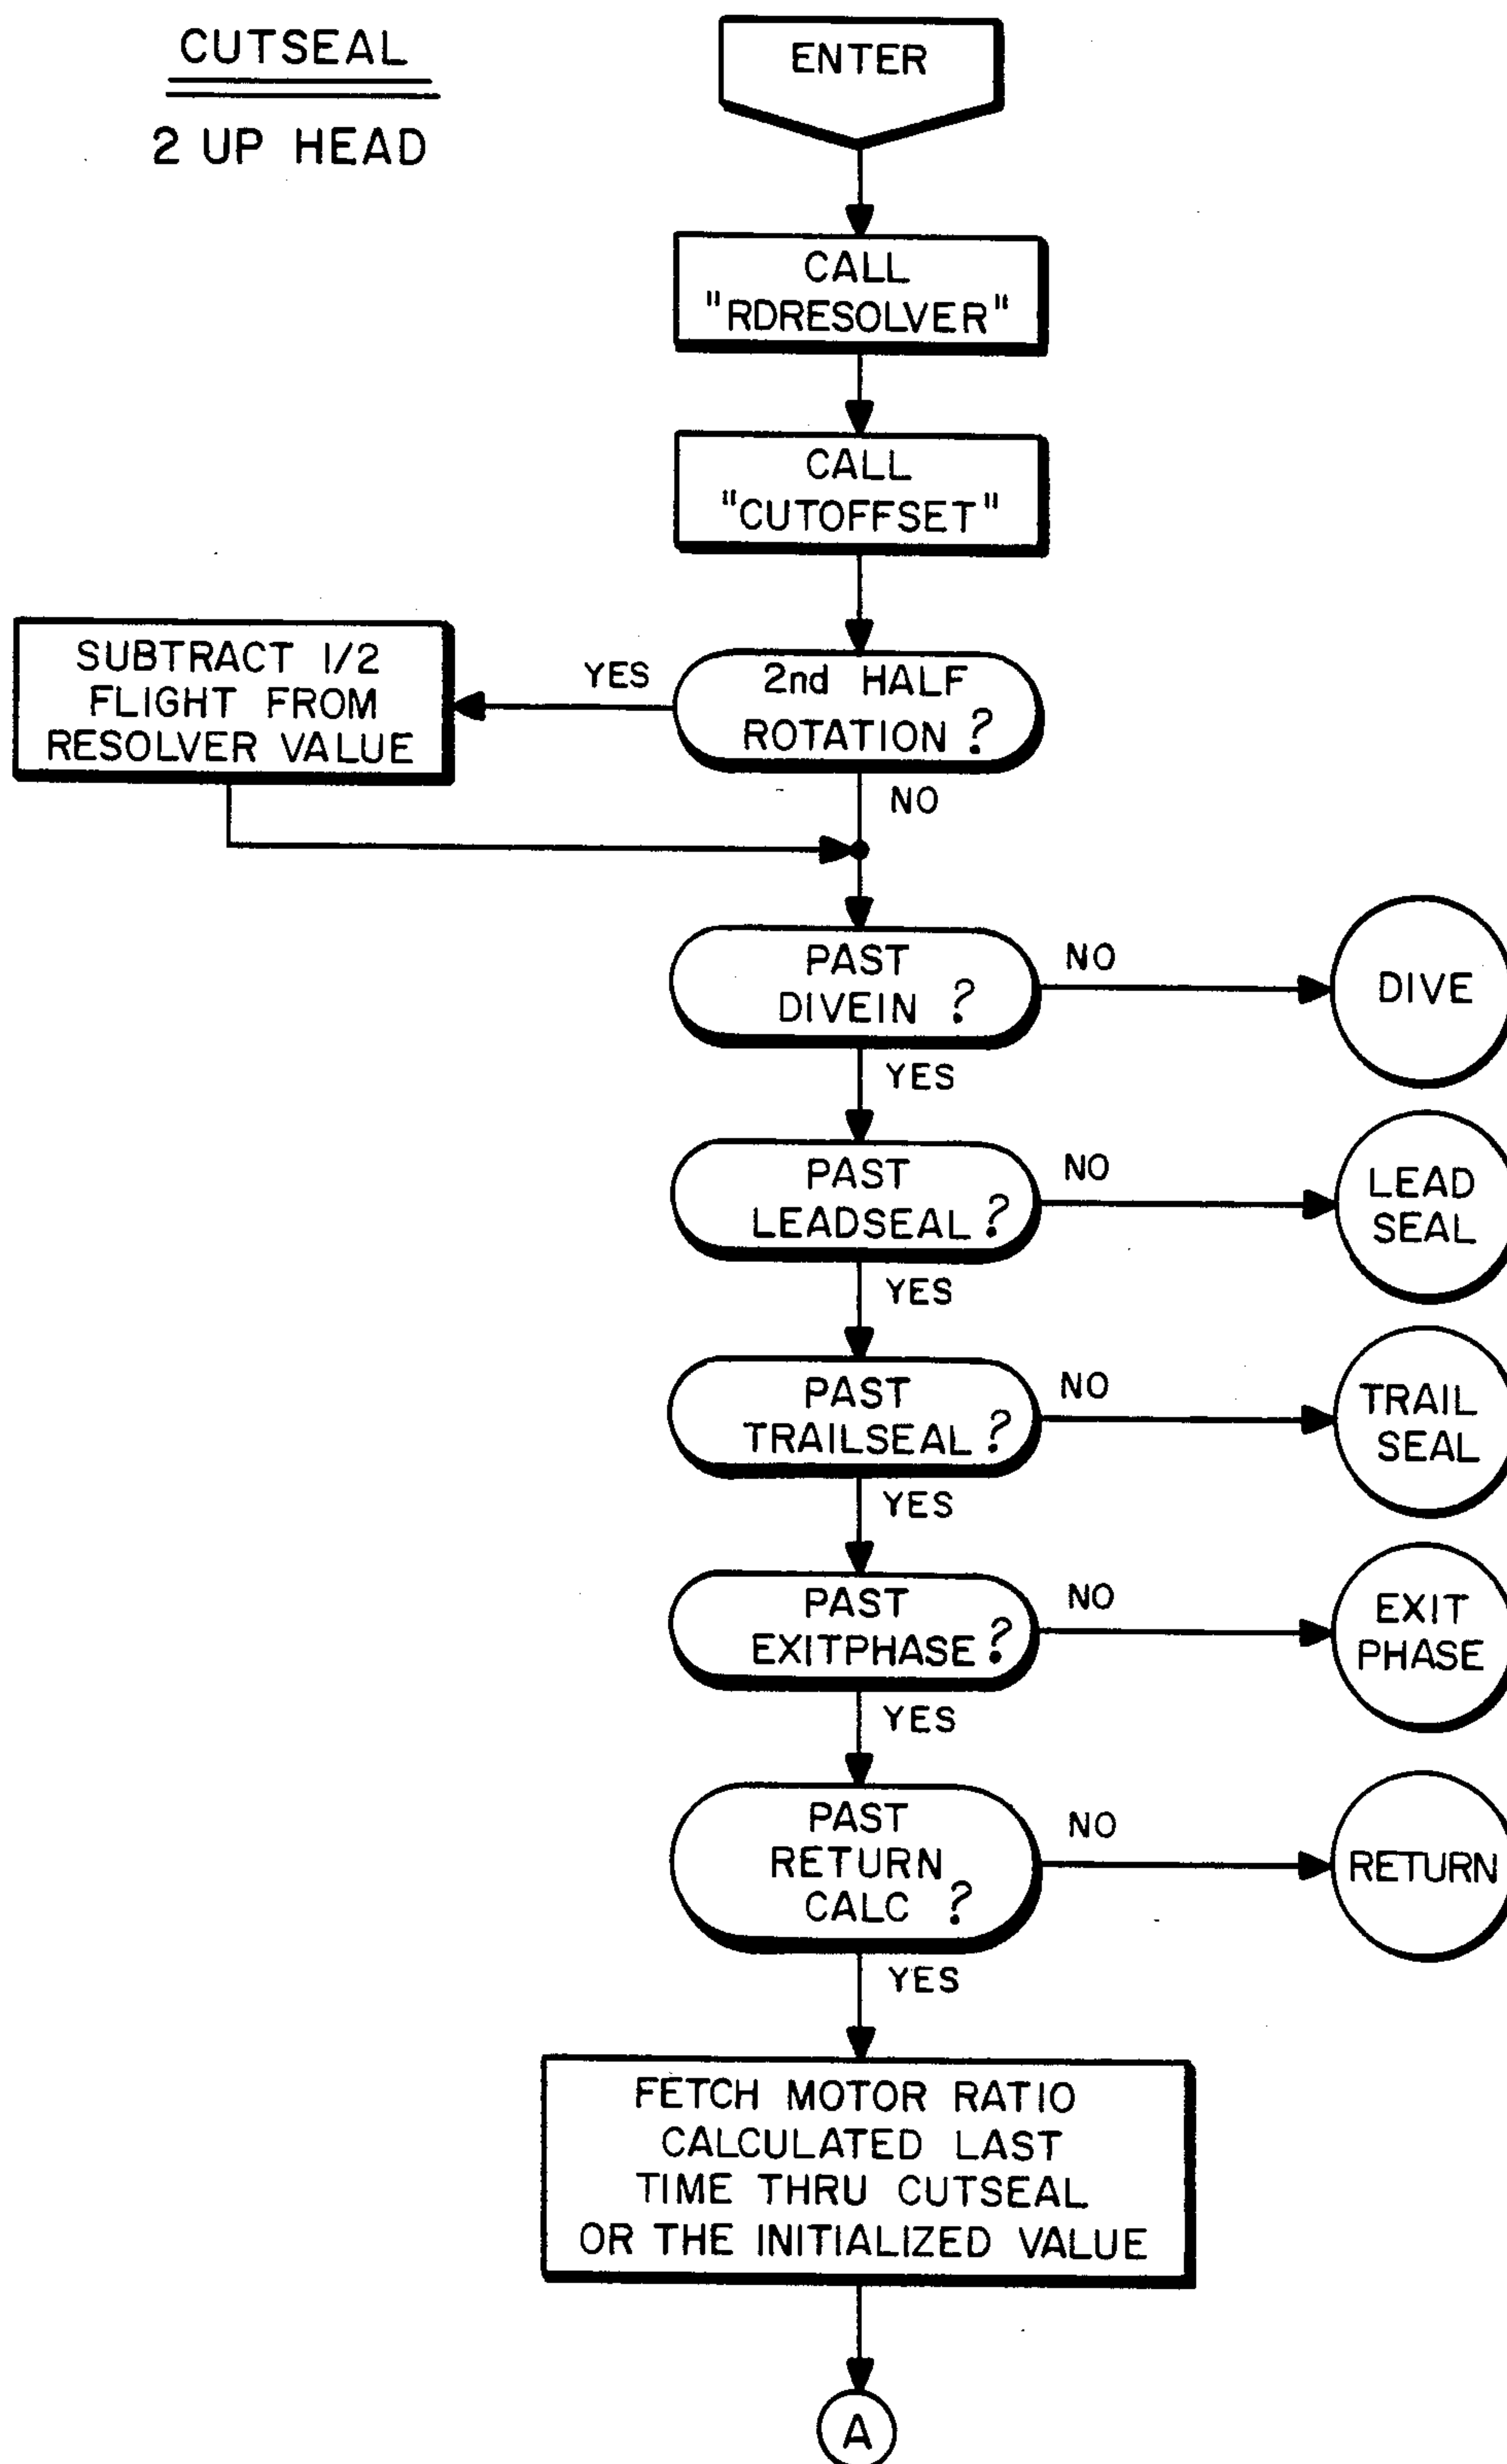 CUTSEAL
2 UP HEAD
ENTER
CALL
"RDRESOLVER"
CALL
"CUTOFFSET"
SUBTRACT 1/2
FLIGHT FROM
RESOLVER VALUE
YES
2nd HALF
ROTATION ?
NO
PAST
DIVEIN ?
NO
DIVE
YES
PAST
LEADSEAL ?
NO
LEAD
SEAL
YES
PAST
TRAILSEAL ?
NO
TRAIL
SEAL
YES
PAST
EXITPHASE ?
NO
EXIT
PHASE
YES
PAST
RETURN
CALC ?
NO
RETURN
YES
FETCH MOTOR RATIO
CALCULATED LAST
TIME THRU CUTSEAL
OR THE INITIALIZED VALUE
A